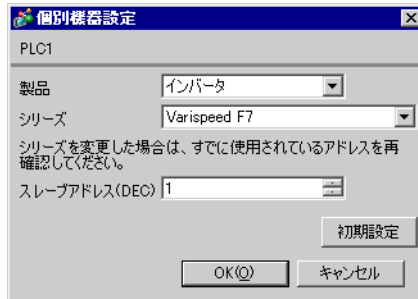 個別機器設定
PLC1
製品 インバータ
シリーズ Varispeed F7
シリーズを変更した場合は、すでに使用されているアドレスを再
確認してください。
スレーブアドレス(DEC) 1
初期設定
OK(O) キャンセル